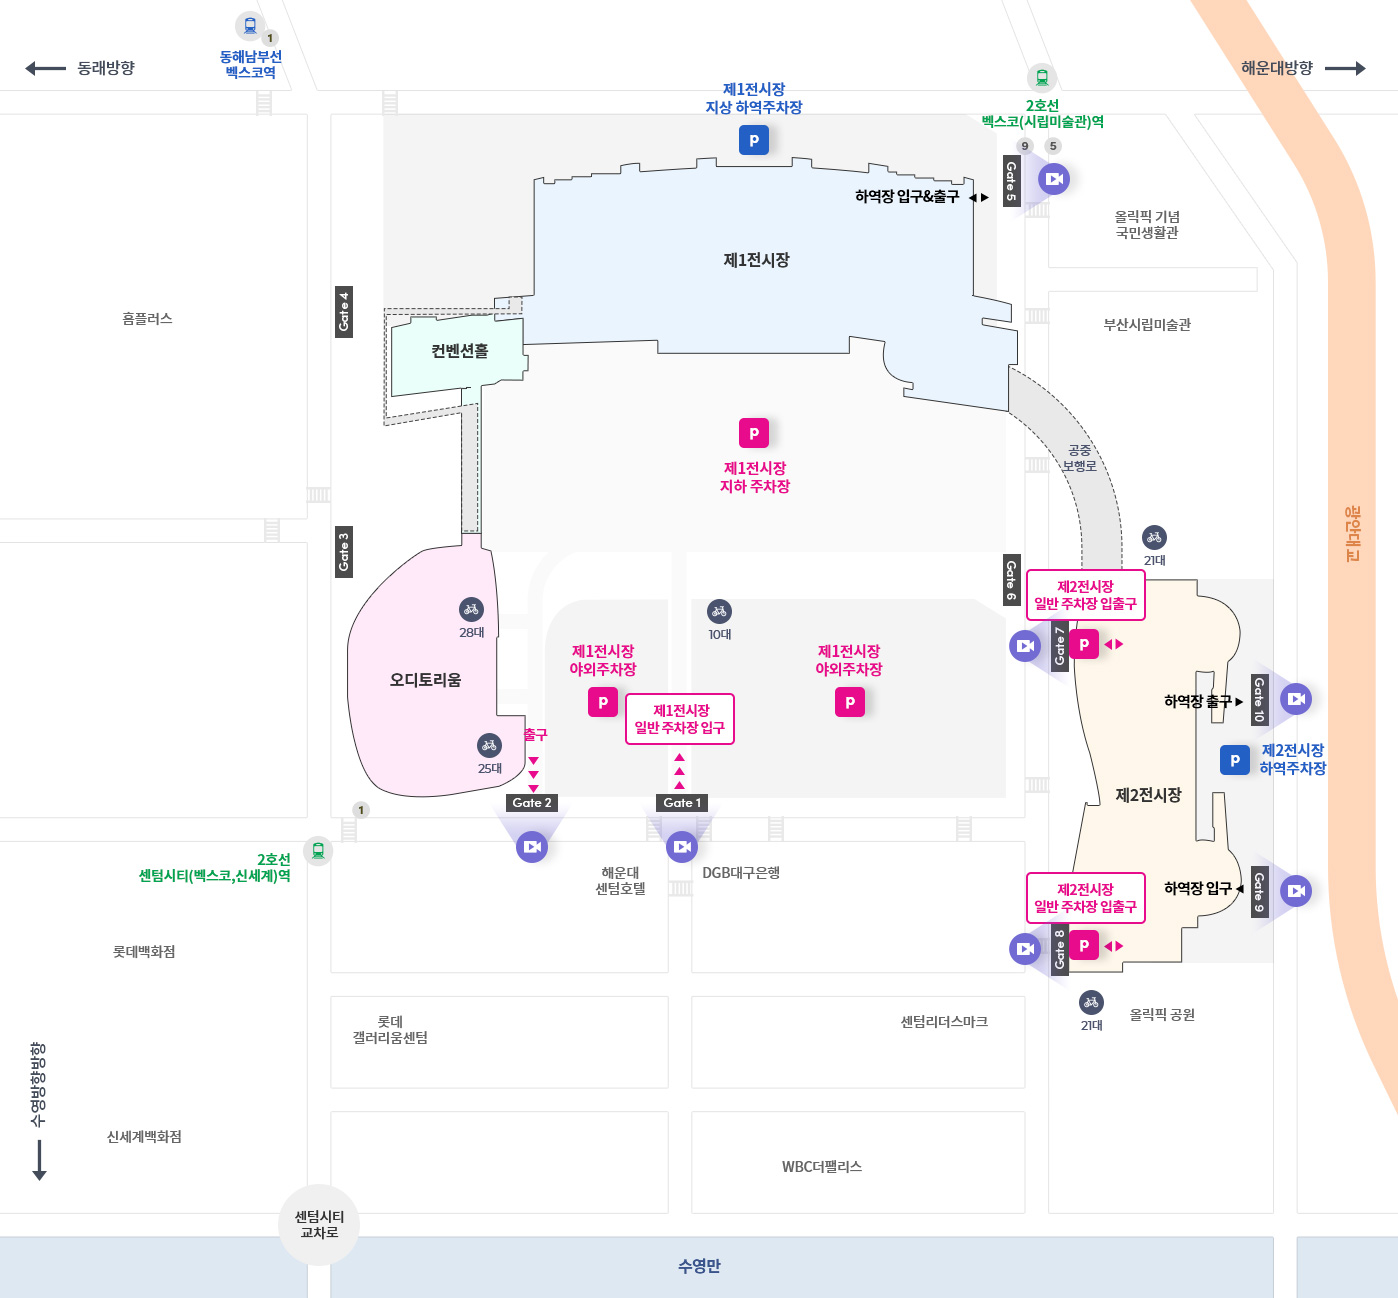 1
동해남부선
벡스코역
동래방향
해운대방향
제1전시장
지상 하역주차장
P
2호선
벡스코(시립미술관)역
9
5
Gate 5
하역장 입구&출구
올림픽 기념
국민생활관
제1전시장
Gate 4
홈플러스
부산시립미술관
컨벤션홀
P
제1전시장
지하 주차장
공중
보행로
광안대교
Gate 3
21대
Gate 6
제2전시장
일반 주차장 입출구
28대
10대
Gate 7
P
제1전시장
야외주차장
P
제1전시장
야외주차장
P
오디토리움
제1전시장
일반 주차장 입구
하역장 출구
Gate 10
출구
25대
P
제2전시장
하역주차장
제2전시장
Gate 2
Gate 1
1
2호선
센텀시티(벡스코,신세계)역
해운대
센텀호텔
DGB대구은행
제2전시장
일반 주차장 입출구
하역장 입구
Gate 9
Gate 8
P
롯데백화점
21대
올림픽 공원
롯데
갤러리움센텀
센텀리더스마크
수영방향방향
신세계백화점
WBC더팰리스
센텀시티
교차로
수영만